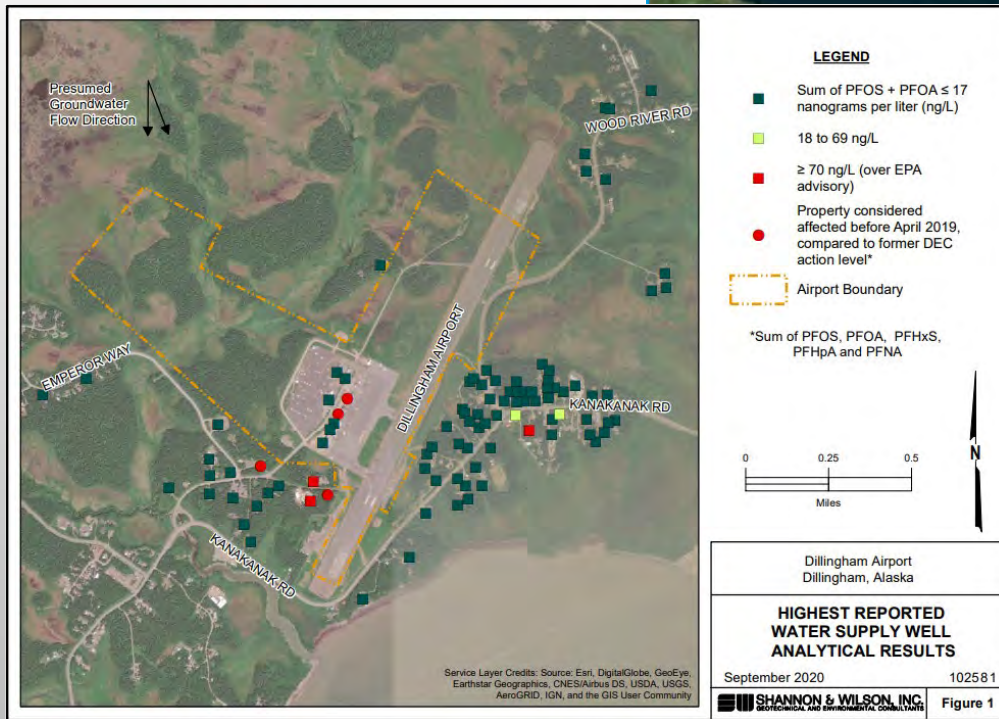 Presumed
Groundwater
Flow Direction
WOOD RIVER RD
EMPEROR WAY
DILLINGHAM AIRPORT
KANAKANAK RD
KANAKANAK RD
Service Layer Credits: Source: Esri, DigitalGlobe, GeoEye,
Earthstar Geographics, CNES/Airbus DS, USDA, USGS,
AeroGRID, IGN, and the GIS User Community
LEGEND
Sum of PFOS + PFOA ≤ 17
nanograms per liter (ng/L)
18 to 69 ng/L
≥ 70 ng/L (over EPA
advisory)
Property considered
affected before April 2019,
compared to former DEC
action level*
Airport Boundary
*Sum of PFOS, PFOA, PFHxS,
PFHpA and PFNA
N
0 0.25 0.5
Miles
Dillingham Airport
Dillingham, Alaska
HIGHEST REPORTED
WATER SUPPLY WELL
ANALYTICAL RESULTS
September 2020 102581
SHANNON & WILSON, INC.
GEOTECHNICAL AND ENVIRONMENTAL CONSULTANTS
Figure 1